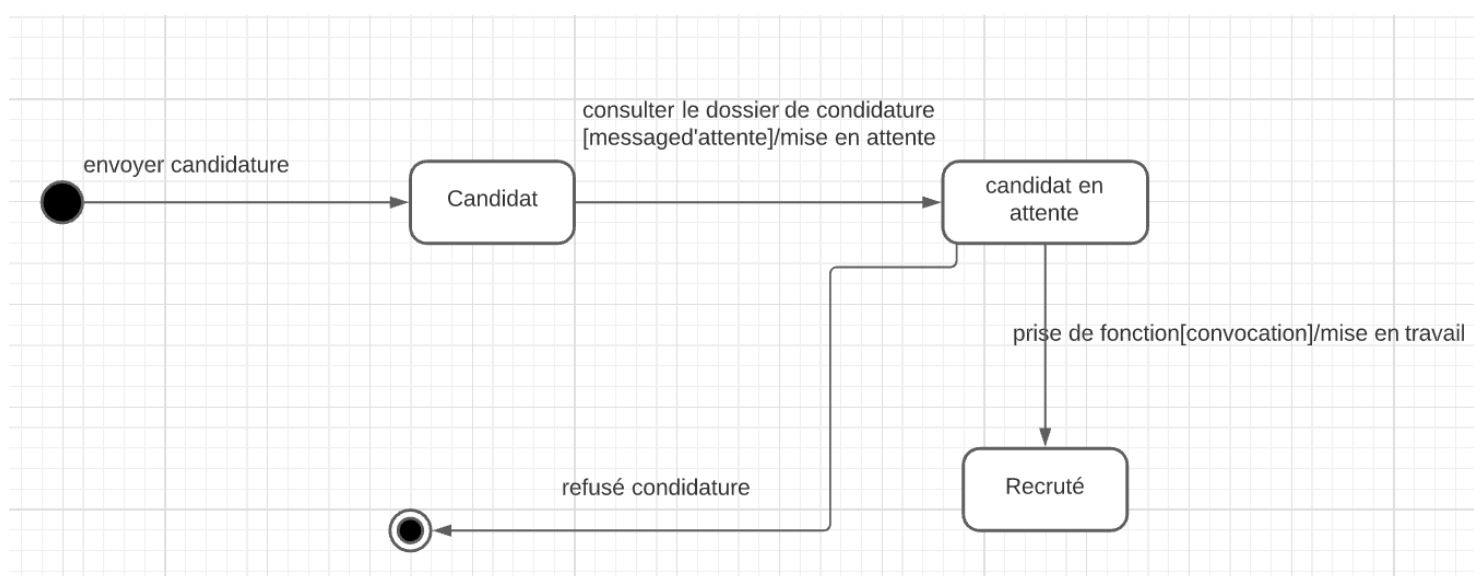 consulter le dossier de condidature
[messaged'attente]/mise en attente
envoyer candidature
Candidat
candidat en
attente
prise de fonction[convocation]/mise en travail
refusé condidature
Recruté